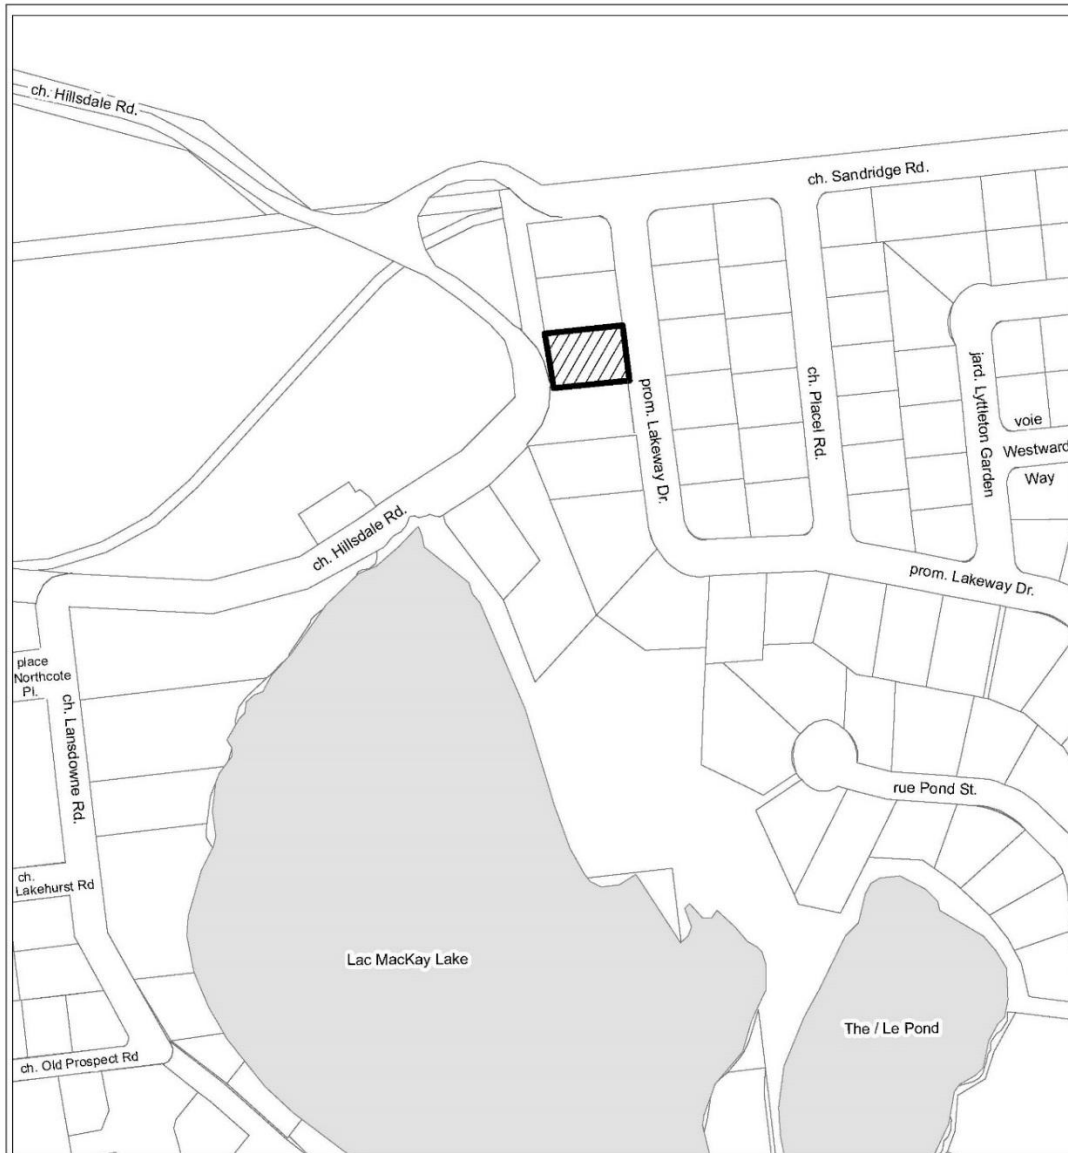 ch. Hillsdale Rd.
ch. Sandridge Rd.
prom. Lakeway Dr.
ch. Placel Rd.
jard. Lyttleton Garden
voie
Westward
Way
ch. Hillsdale Rd.
prom. Lakeway Dr.
place
Northcote
Pl.
ch. Lansdowne Rd.
rue Pond St.
ch.
Lakehurst Rd
Lac MacKay Lake
The / Le Pond
ch. Old Prospect Rd